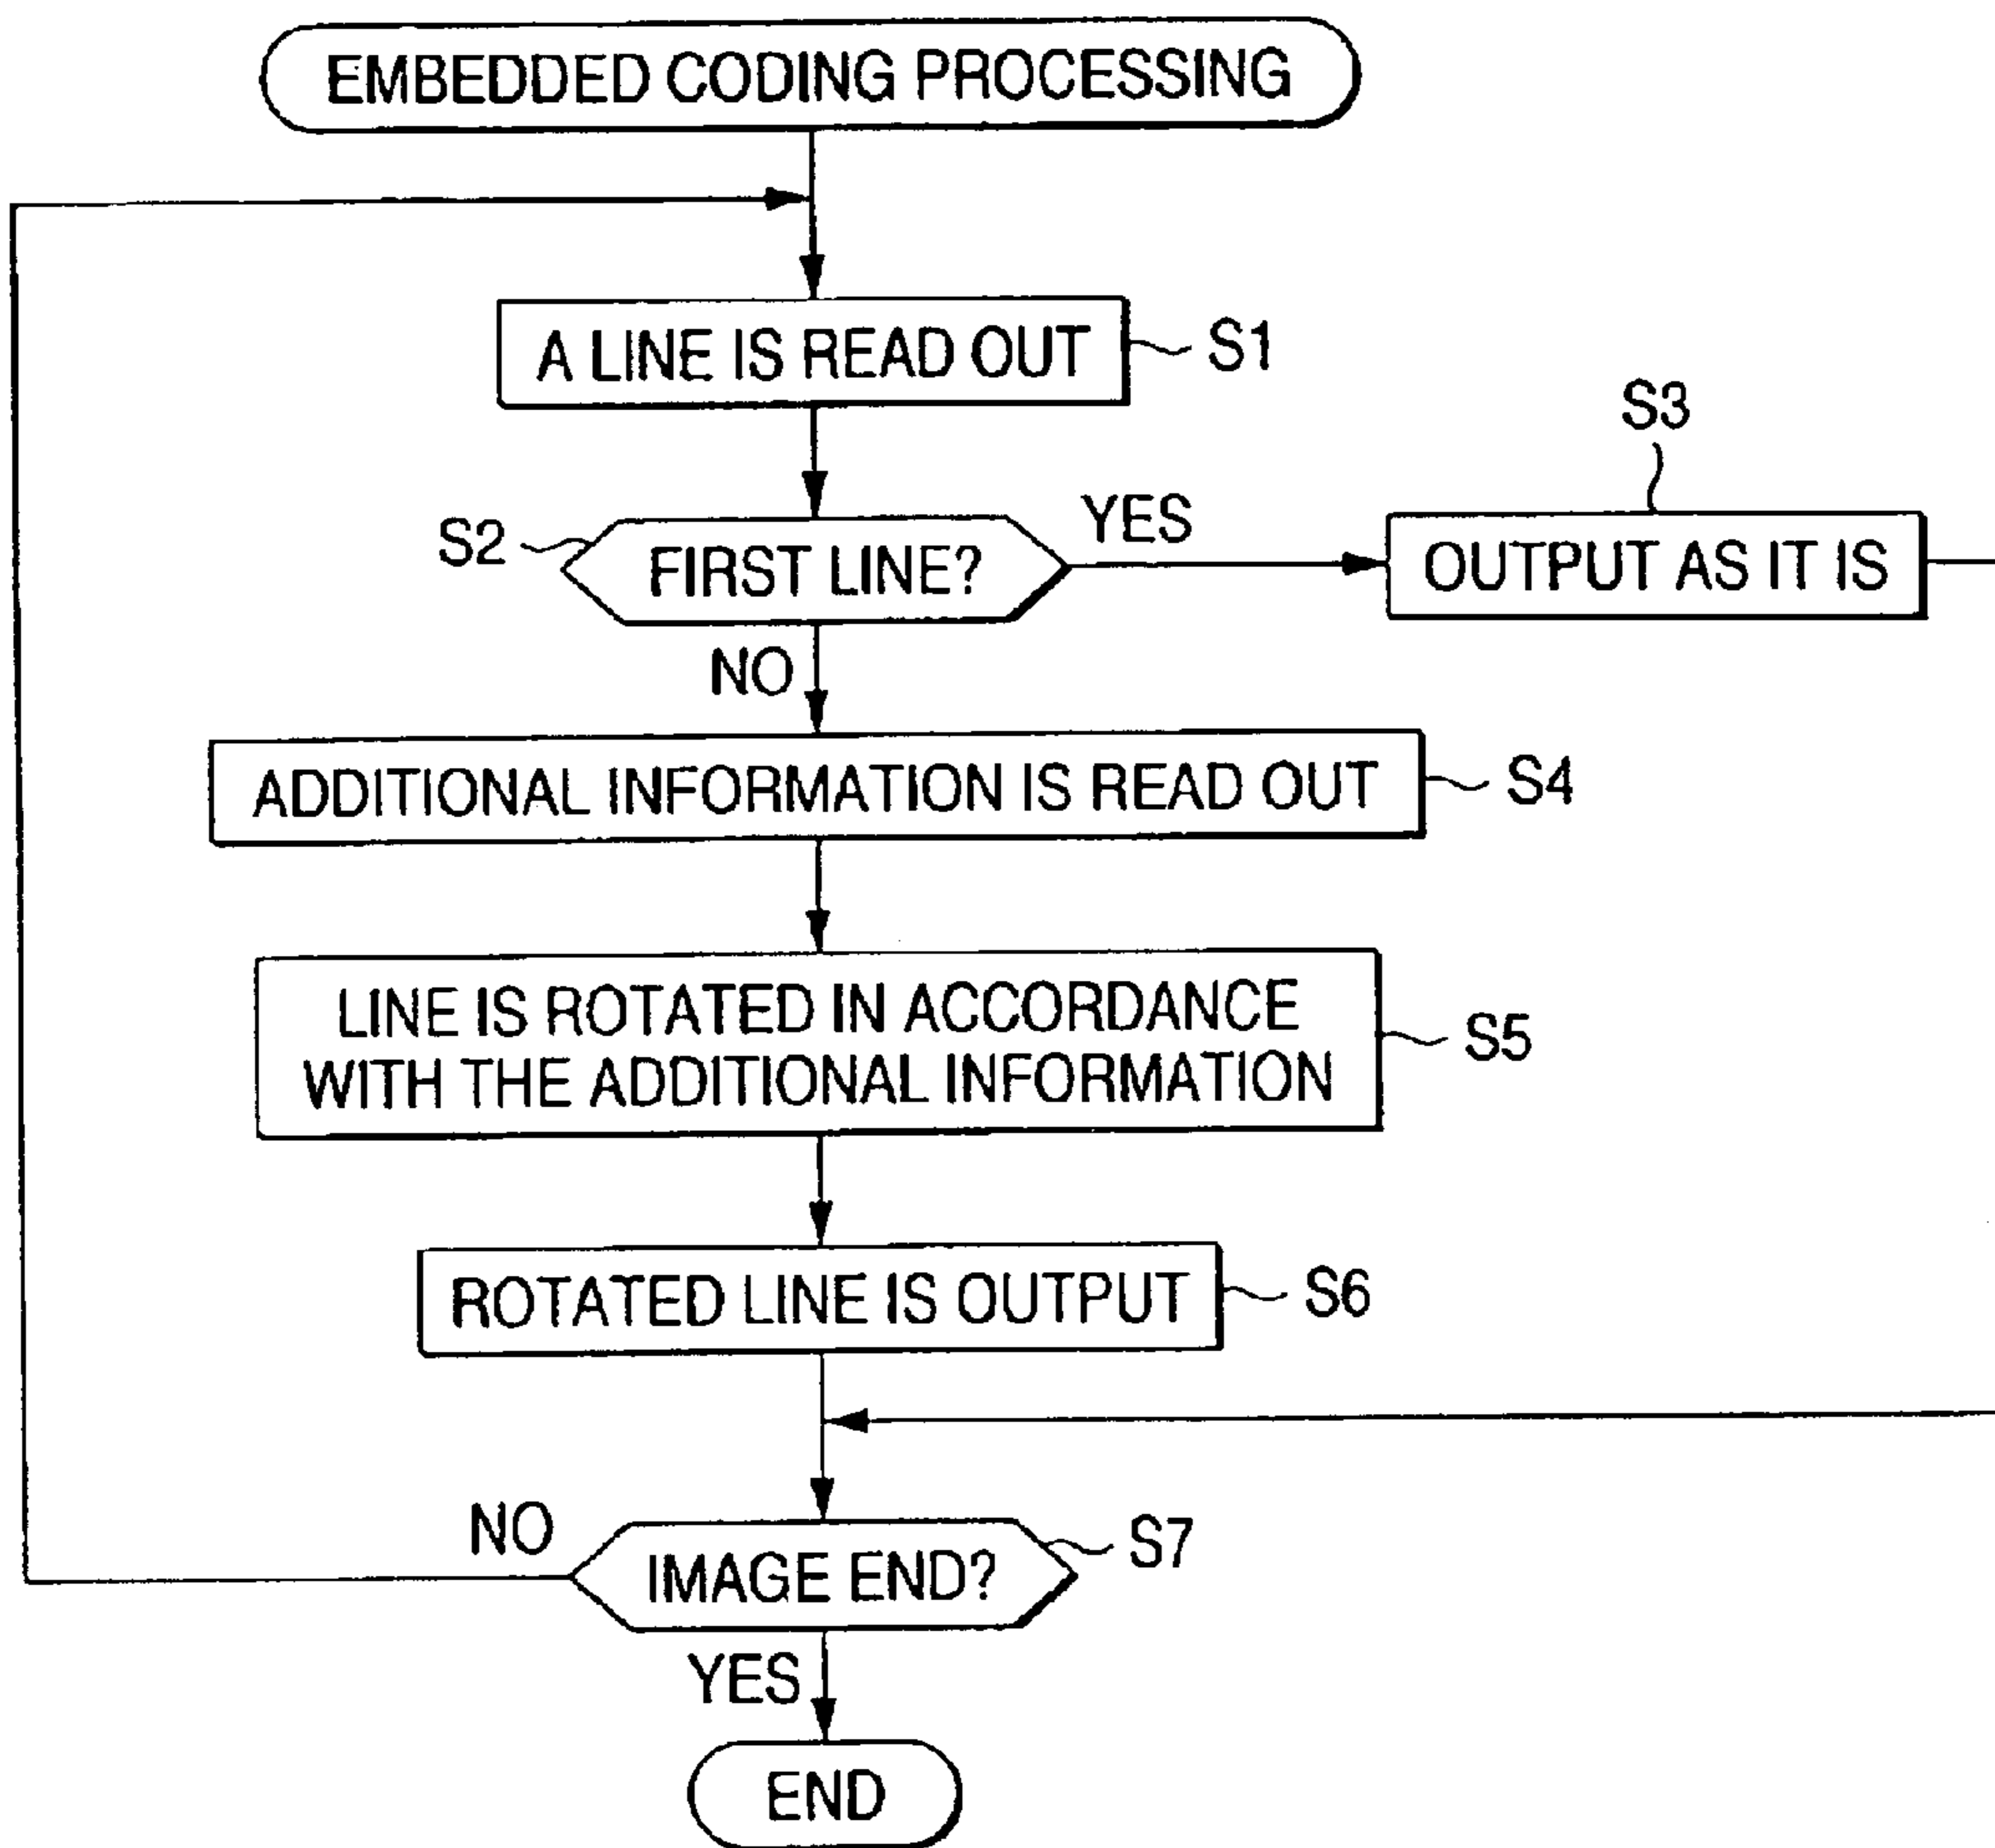 EMBEDDED CODING PROCESSING
A LINE IS READ OUT
S1
S2
FIRST LINE?
YES
S3
OUTPUT AS IT IS
NO
ADDITIONAL INFORMATION IS READ OUT
S4
LINE IS ROTATED IN ACCORDANCE
WITH THE ADDITIONAL INFORMATION
S5
ROTATED LINE IS OUTPUT
S6
NO
IMAGE END?
S7
YES
END